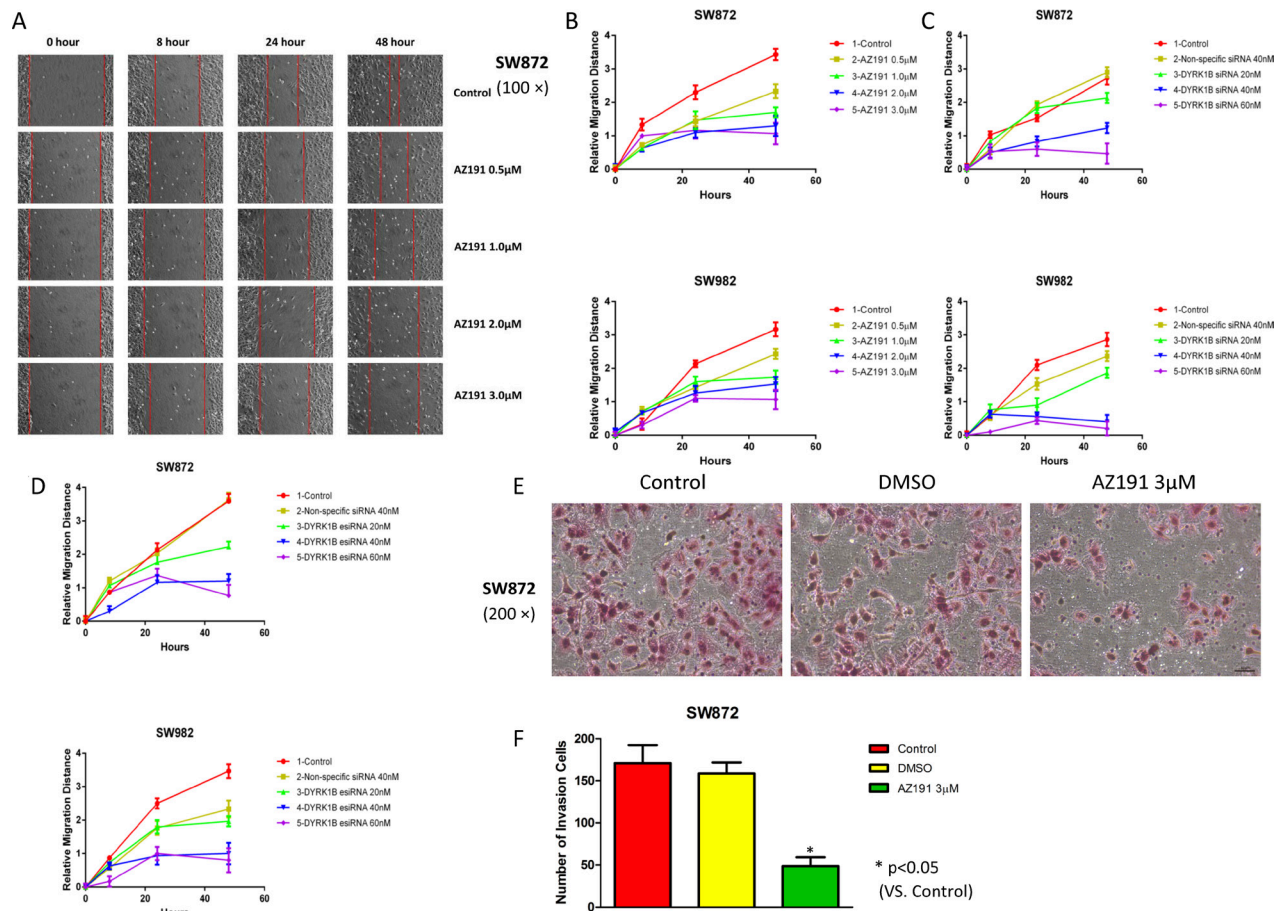 A
0 hour
8 hour
24 hour
48 hour
SW872
(100 ×)
Control
AZ191 0.5μM
AZ191 1.0μM
AZ191 2.0μM
AZ191 3.0μM
B
SW872
Relative Migration Distance
4
3
2
1
0
0
20
40
60
Hours
1-Control
2-AZ191 0.5μM
3-AZ191 1.0μM
4-AZ191 2.0μM
5-AZ191 3.0μM
SW982
Relative Migration Distance
4
3
2
1
0
0
20
40
60
Hours
1-Control
2-AZ191 0.5μM
3-AZ191 1.0μM
4-AZ191 2.0μM
5-AZ191 3.0μM
C
SW872
Relative Migration Distance
4
3
2
1
0
0
20
40
60
Hours
1-Control
2-Non-specific siRNA 40nM
3-DYRK1B siRNA 20nM
4-DYRK1B siRNA 40nM
5-DYRK1B siRNA 60nM
SW982
Relative Migration Distance
4
3
2
1
0
0
20
40
60
Hours
1-Control
2-Non-specific siRNA 40nM
3-DYRK1B siRNA 20nM
4-DYRK1B siRNA 40nM
5-DYRK1B siRNA 60nM
D
SW872
Relative Migration Distance
4
3
2
1
0
0
20
40
60
Hours
1-Control
2-Non-specific siRNA 40nM
3-DYRK1B esiRNA 20nM
4-DYRK1B esiRNA 40nM
5-DYRK1B esiRNA 60nM
SW982
Relative Migration Distance
4
3
2
1
0
0
20
40
60
Hours
1-Control
2-Non-specific siRNA 40nM
3-DYRK1B esiRNA 20nM
4-DYRK1B esiRNA 40nM
5-DYRK1B esiRNA 60nM
E
Control
DMSO
AZ191 3μM
SW872
(200 ×)
F
SW872
Number of Invasion Cells
200
150
100
50
0
*
Control
DMSO
AZ191 3μM
* p<0.05
(VS. Control)